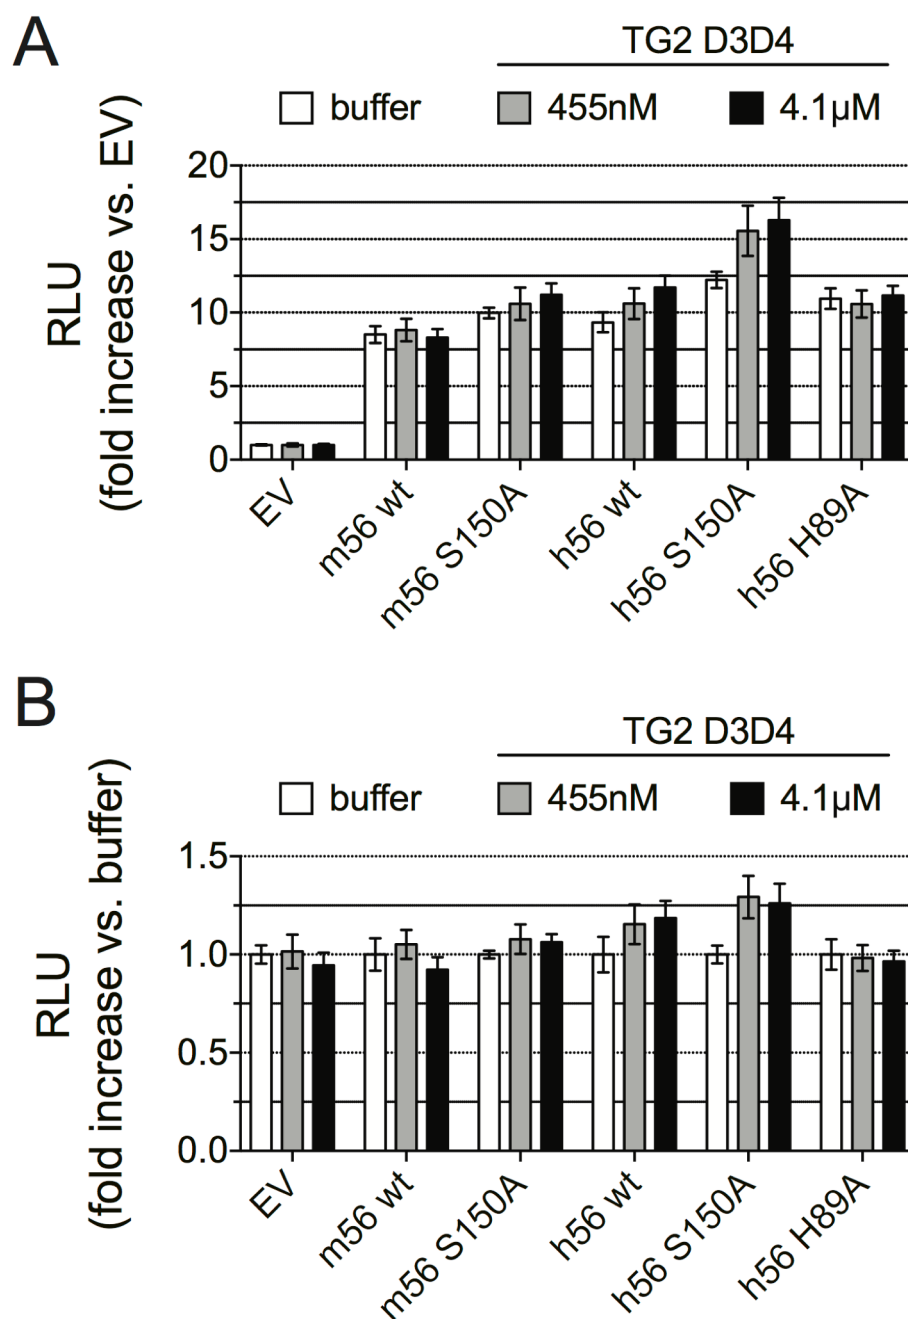 A
TG2 D3D4
buffer 455nM 4.1µM
RLU
(fold increase vs. EV)
20
15
10
5
0
EV
m56 wt
m56 S150A
h56 wt
h56 S150A
h56 H89A
B
TG2 D3D4
buffer 455nM 4.1µM
RLU
(fold increase vs. buffer)
1.5
1.0
0.5
0.0
EV
m56 wt
m56 S150A
h56 wt
h56 S150A
h56 H89A